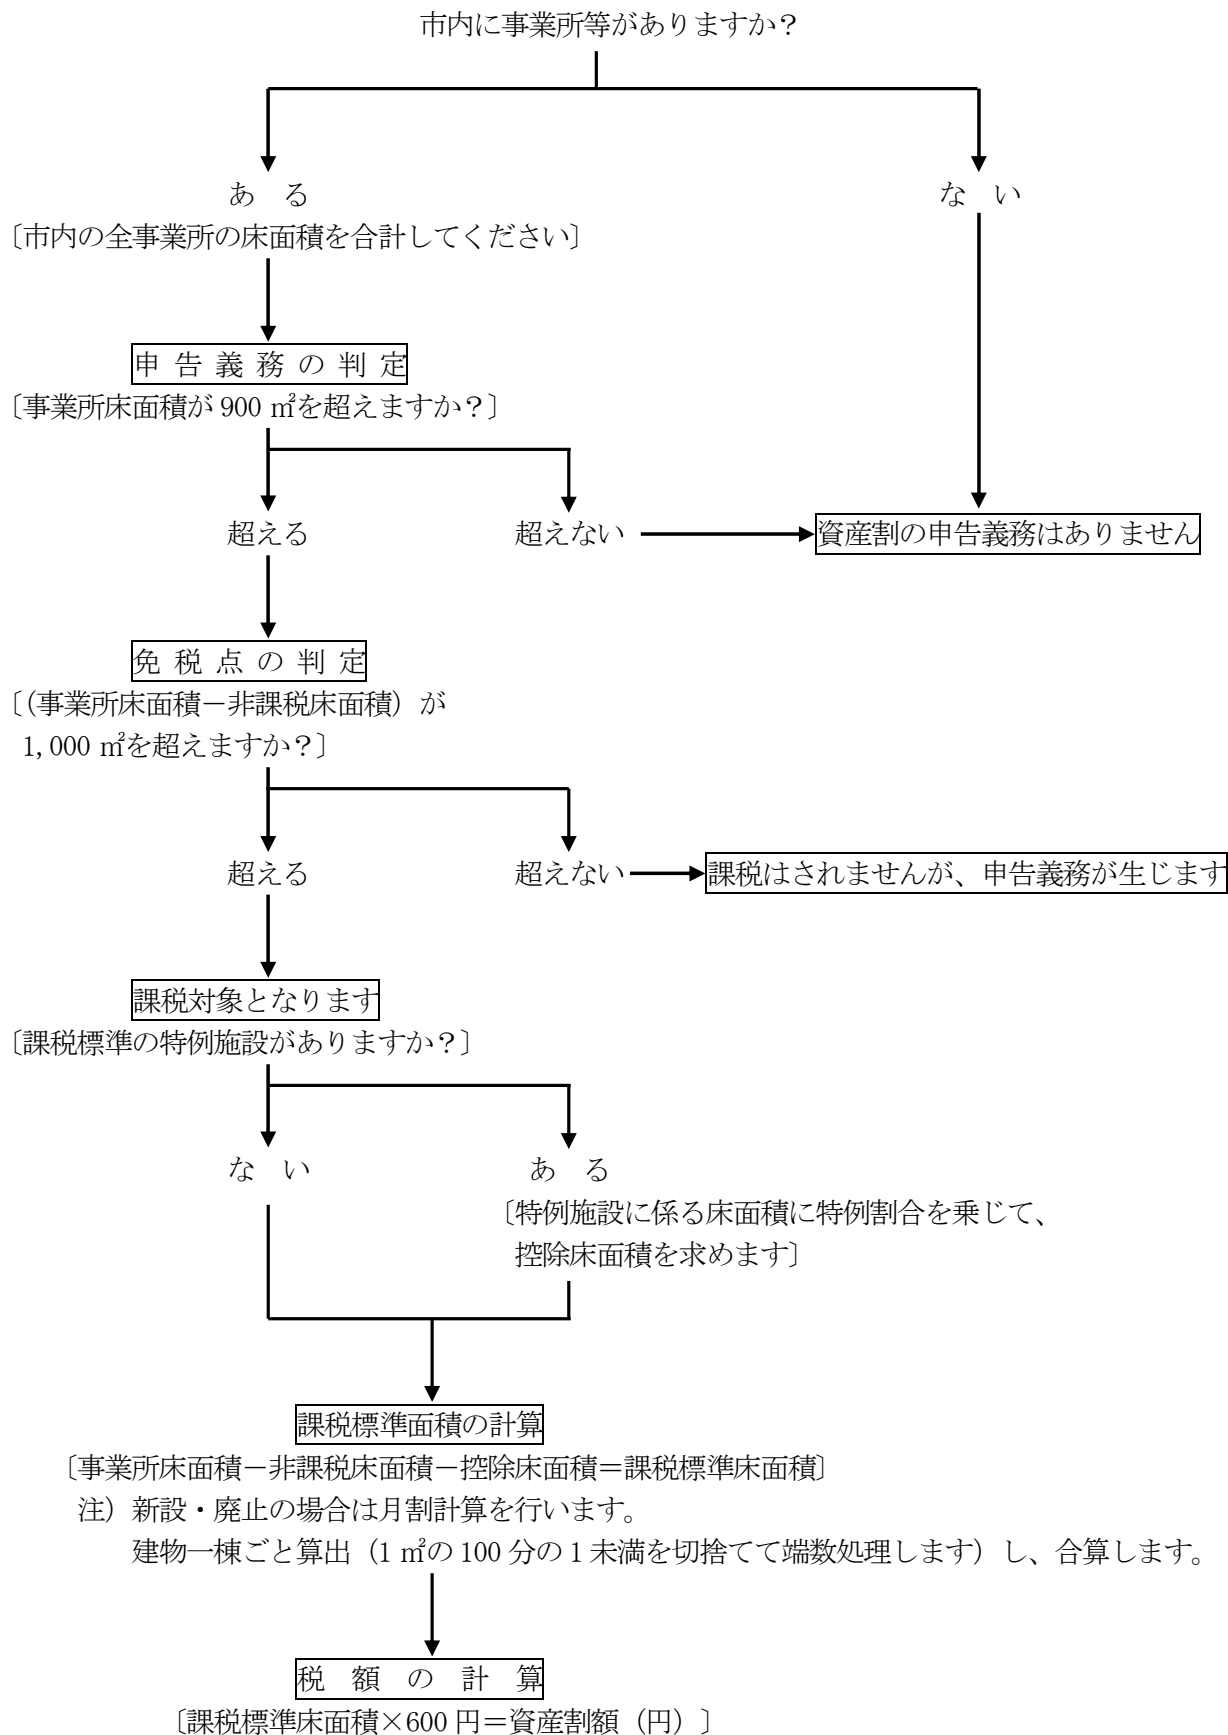 市内に事業所等がありますか？
ある
ない
〔市内の全事業所の床面積を合計してください〕
申告義務の判定
〔事業所床面積が 900 ㎡を超えますか？〕
超える
超えない
資産割の申告義務はありません
免税点の判定
〔（事業所床面積－非課税床面積）が
1,000 ㎡を超えますか？〕
超える
超えない
課税はされませんが、申告義務が生じます
課税対象となります
〔課税標準の特例施設がありますか？〕
ない
ある
〔特例施設に係る床面積に特例割合を乗じて、
控除床面積を求めます〕
課税標準面積の計算
〔事業所床面積－非課税床面積－控除床面積＝課税標準床面積〕
注）新設・廃止の場合は月割計算を行います。
建物一棟ごと算出（1 ㎡の 100 分の 1 未満を切捨てて端数処理します）し、合算します。
税額の計算
〔課税標準床面積×600 円＝資産割額（円）〕